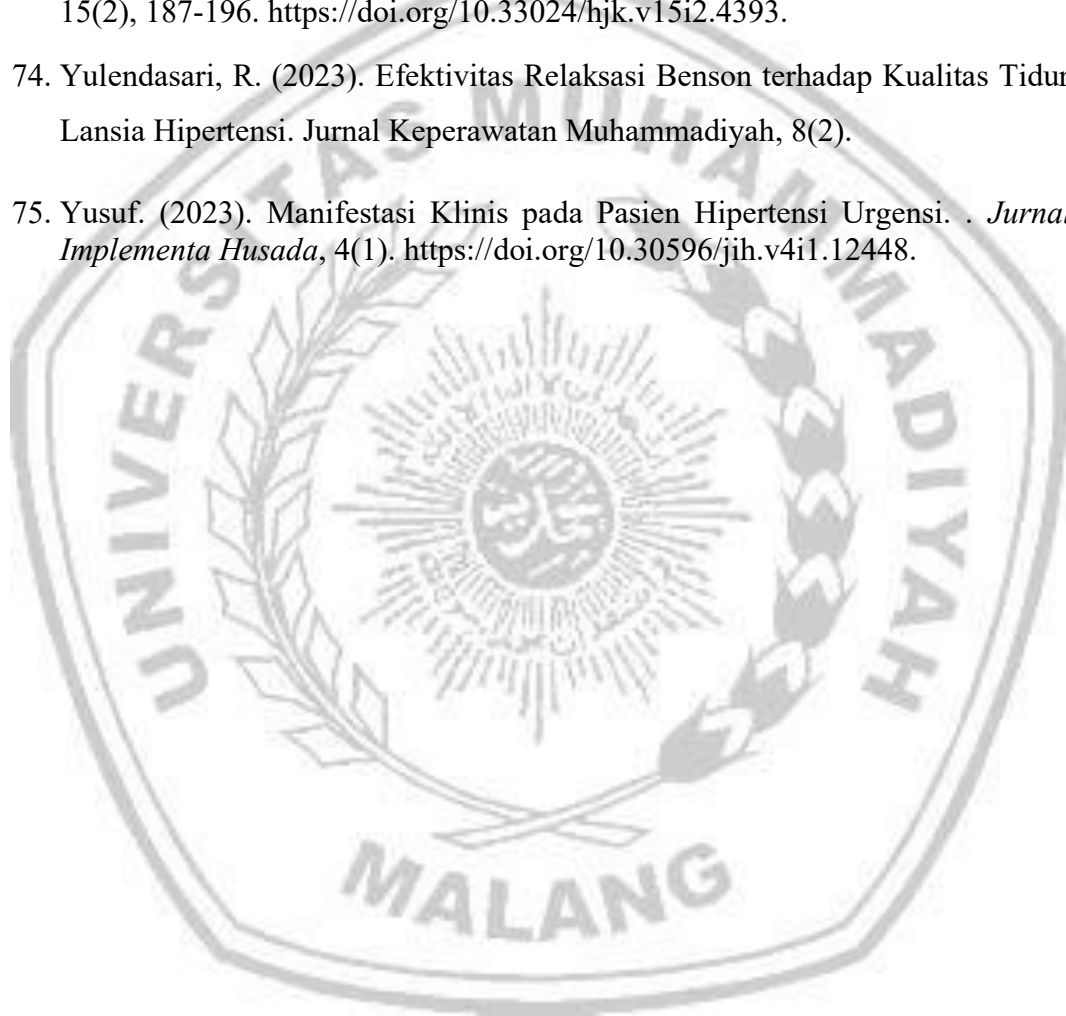 15(2), 187-196. https://doi.org/10.33024/hjk.v15i2.4393.
74. Yulendasari, R. (2023). Efektivitas Relaksasi Benson terhadap Kualitas Tidur
Lansia Hipertensi. Jurnal Keperawatan Muhammadiyah, 8(2).
75. Yusuf. (2023). Manifestasi Klinis pada Pasien Hipertensi Urgensi. . Jurnal
Implementa Husada, 4(1). https://doi.org/10.30596/jih.v4i1.12448.
UNIVERSITAS MUHAMMADIYAH
MALANG